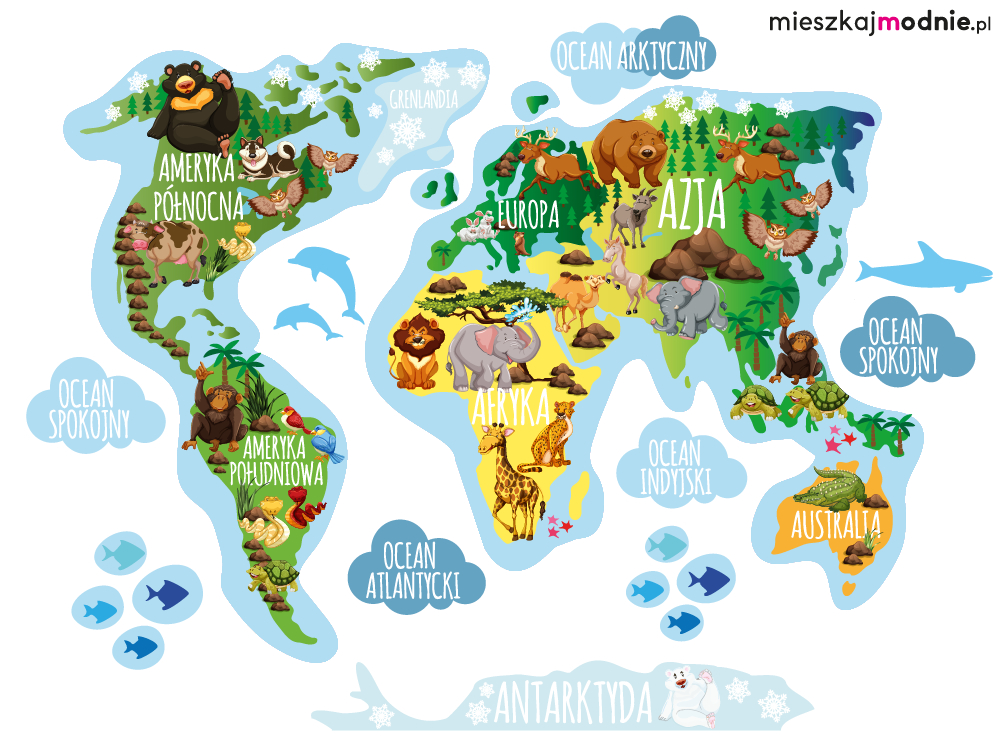 mieszkajmodnie.pl
OCEAN ARKTYCZNY
GRENLANDIA
AMERYKA
PÓŁNOCNA
EUROPA
AZJA
OCEAN
SPOKOJNY
OCEAN
SPOKOJNY
AFRYKA
AMERYKA
POŁUDNIOWA
OCEAN
INDYJSKI
AUSTRALIA
OCEAN
ATLANTYCKI
ANTARKTYDA